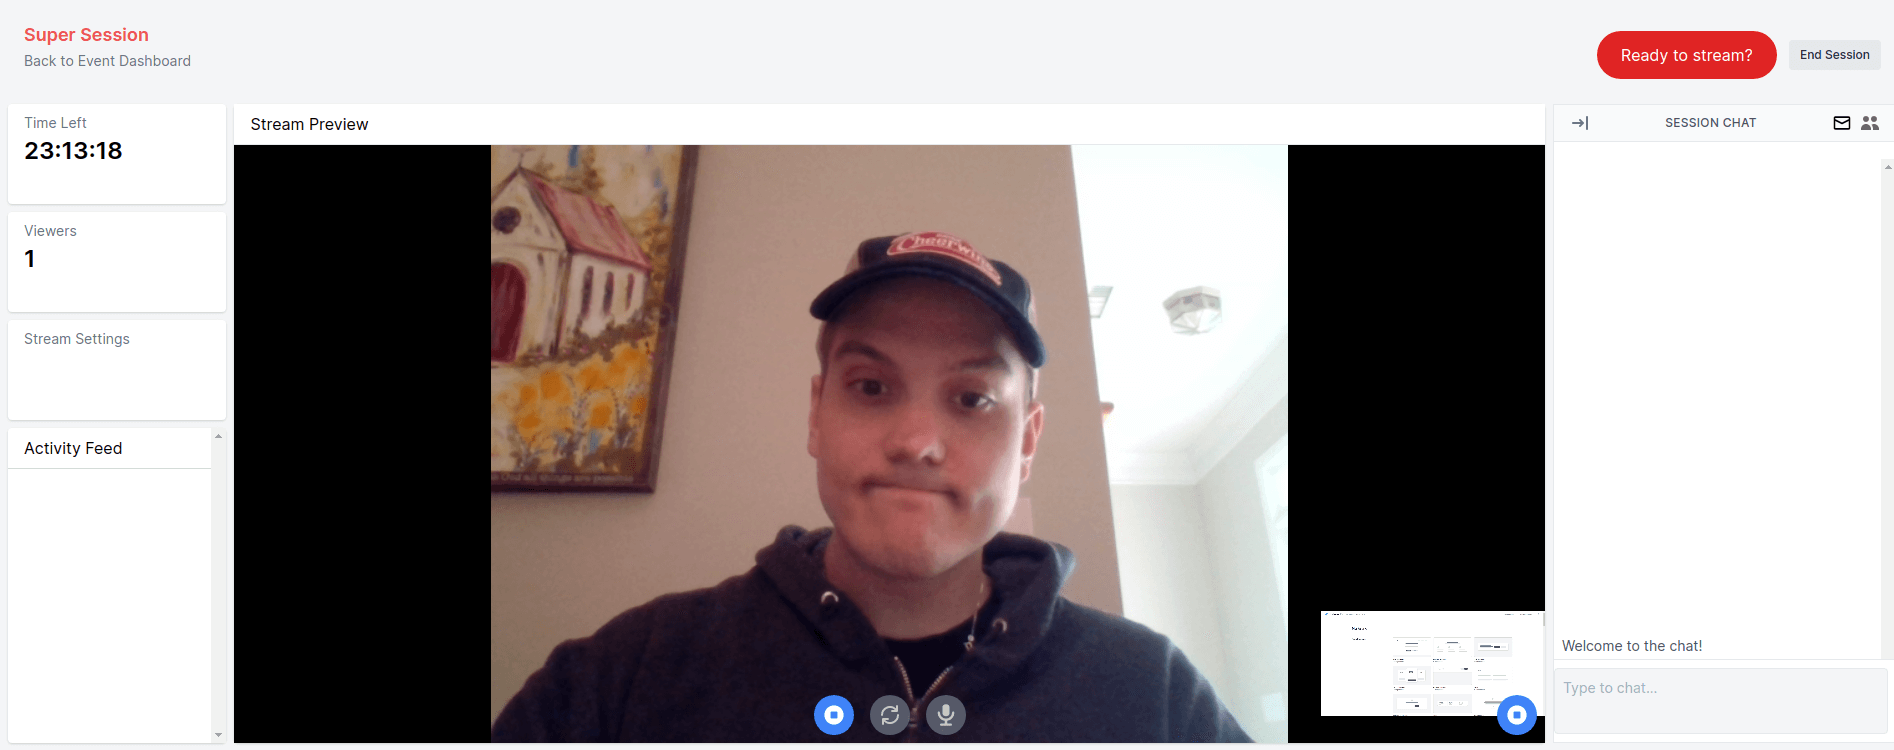 Super Session
Back to Event Dashboard
Ready to stream?
End Session
Time Left
23:13:18
Viewers
1
Stream Settings
Activity Feed
Stream Preview
SESSION CHAT
Cheerwine
Welcome to the chat!
Type to chat...